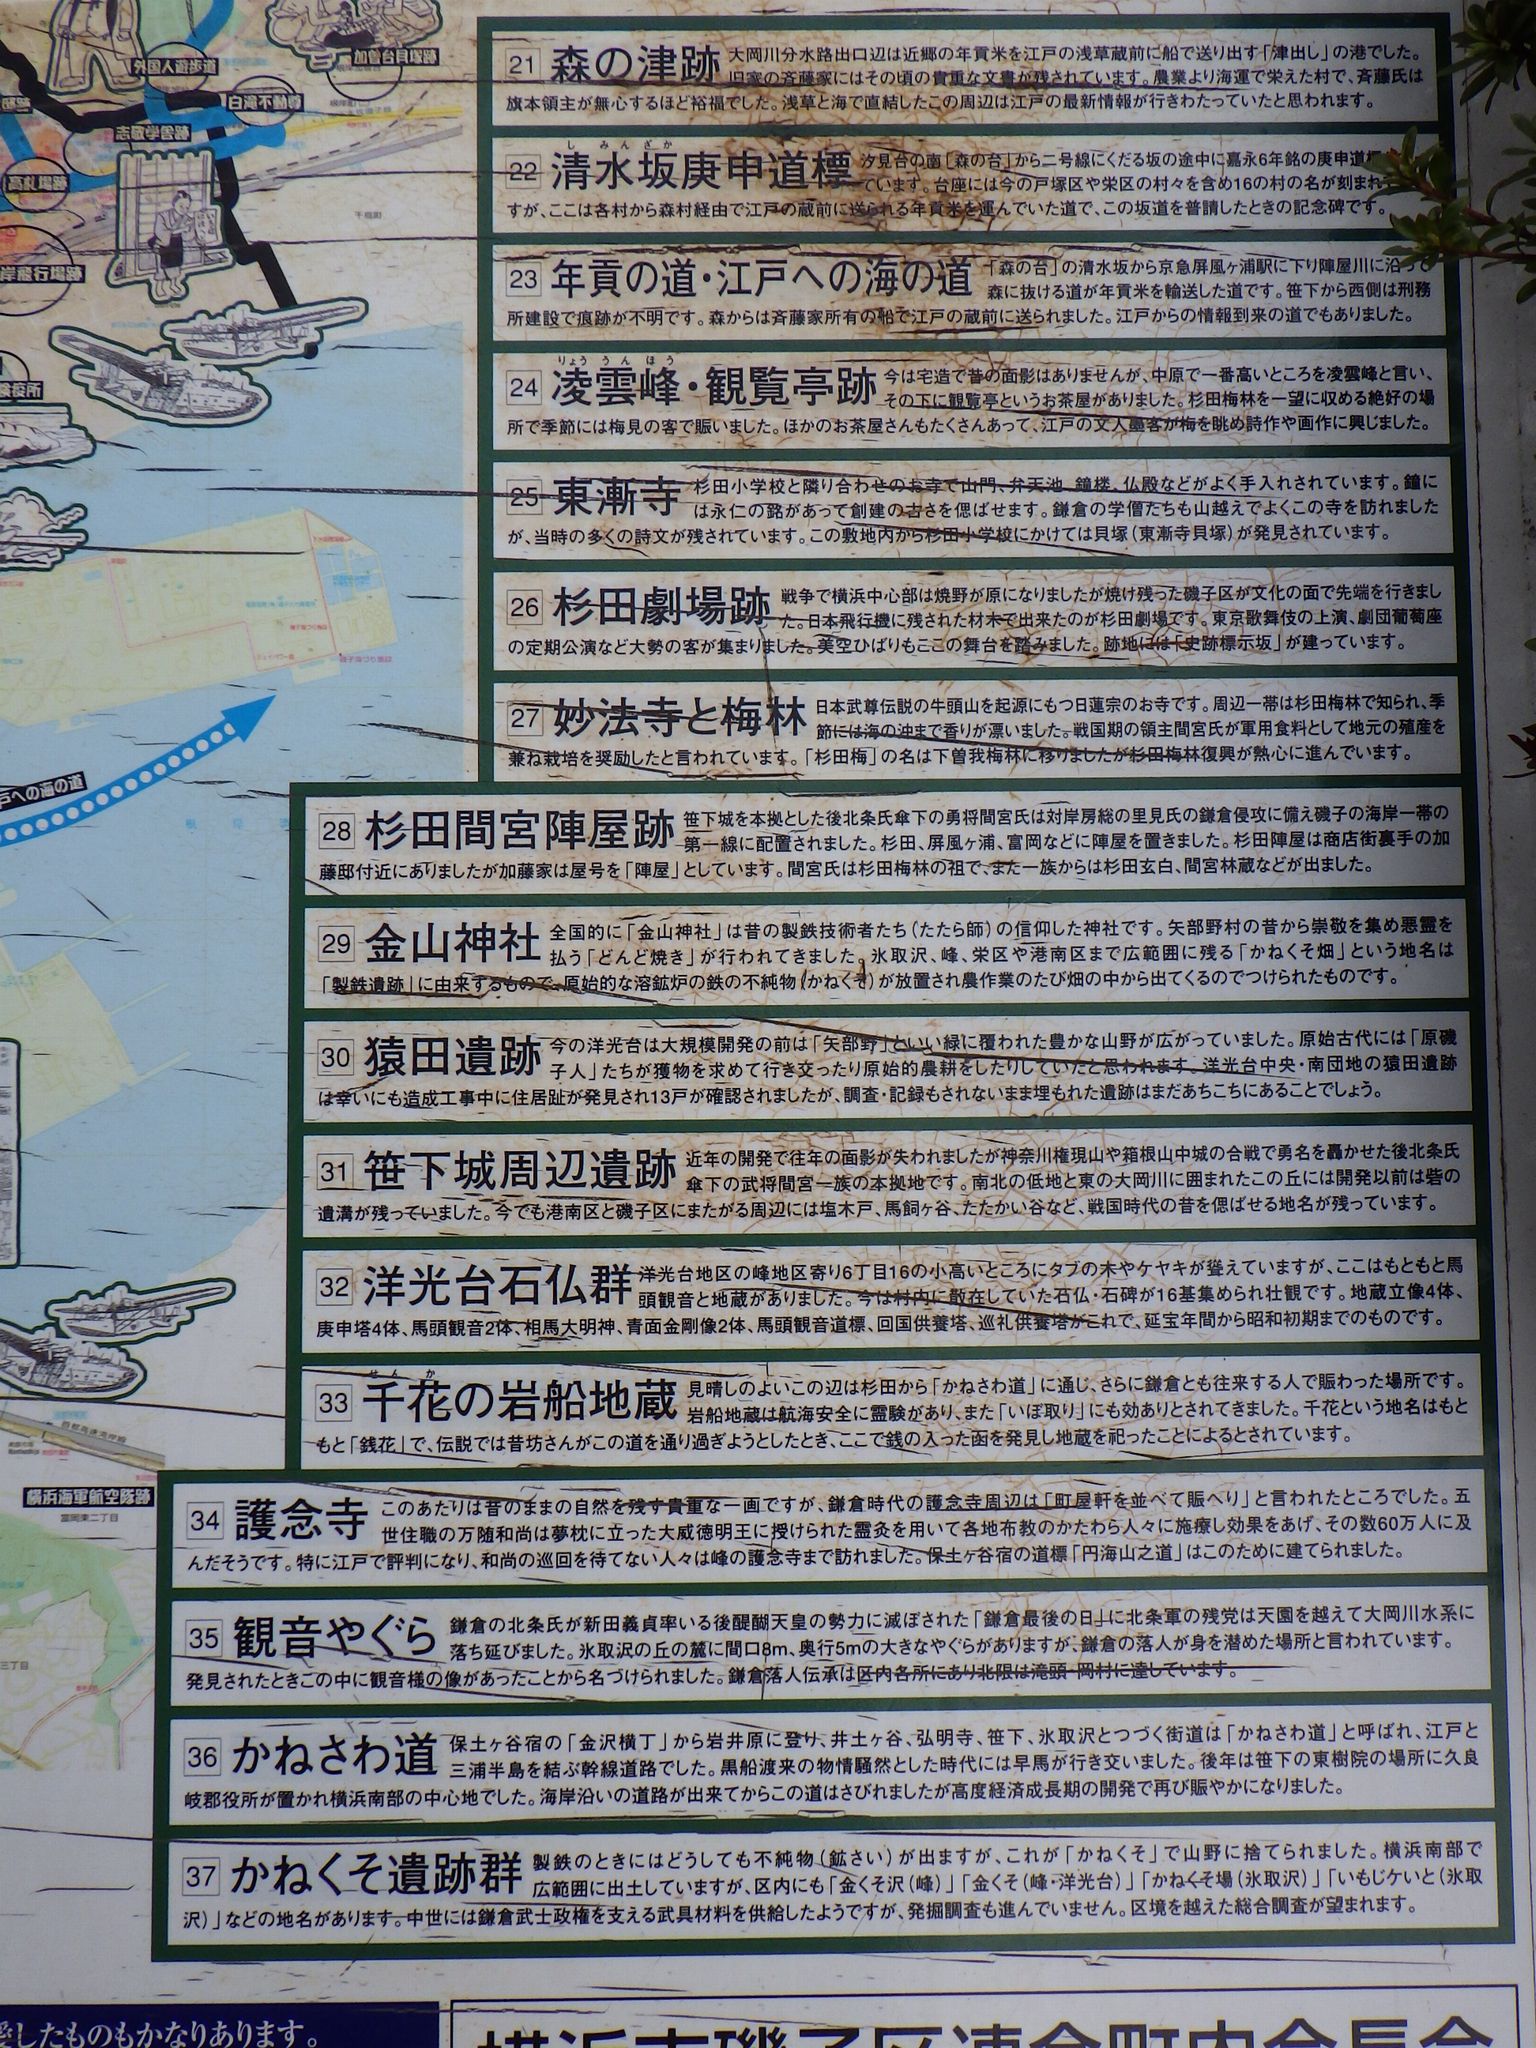 外国人遊歩道
加曽台貝塚跡
白滝不動尊
志敬学舎跡
高札場跡
千鳥町
岸飛行場跡
検疫所
戸への海の道
横浜海軍航空隊跡
富岡東二丁目
三丁目
21 森の津跡 大岡川分水路出口辺は近郷の年貢米を江戸の浅草蔵前に船で送り出す「津出し」の港でした。
旧家の斉藤家にはその頃の貴重な文書が残されています。農業より海運で栄えた村で、斉藤氏は
旗本領主が無心するほど裕福でした。浅草と海で直結したこの周辺は江戸の最新情報が行きわたっていたと思われます。
しみんざか
22 清水坂庚申道標 汐見台の南「森の台」から二号線にくだる坂の途中に嘉永6年銘の庚申道標
ています。台座には今の戸塚区や栄区の村々を含め16の村の名が刻まれ
すが、ここは各村から森村経由で江戸の蔵前に送られる年貢米を運んでいた道で、この坂道を普請したときの記念碑です。
23 年貢の道・江戸への海の道 「森の台」の清水坂から京急屏風ヶ浦駅に下り陣屋川に沿って
森に抜ける道が年貢米を輸送した道です。笹下から西側は刑務
所建設で痕跡が不明です。森からは斉藤家所有の船で江戸の蔵前に送られました。江戸からの情報到来の道でもありました。
りょううんほう
24 凌雲峰・観覧亭跡 今は宅造で昔の面影はありませんが、中原で一番高いところを凌雲峰と言い、
その下に観覧亭というお茶屋がありました。杉田梅林を一望に収める絶好の場
所で季節には梅見の客で賑いました。ほかのお茶屋さんもたくさんあって、江戸の文人墨客が梅を眺め詩作や画作に興じました。
25 東漸寺 杉田小学校と隣り合わせのお寺で山門、弁天池、鐘楼、仏殿などがよく手入れされています。鐘に
は永仁の銘があって創建の古さを偲ばせます。鎌倉の学僧たちも山越えでよくこの寺を訪れました
が、当時の多くの詩文が残されています。この敷地内から杉田小学校にかけては貝塚（東漸寺貝塚）が発見されています。
26 杉田劇場跡 戦争で横浜中心部は焼野が原になりましたが焼け残った磯子区が文化の面で先端を行きまし
た。日本飛行機に残された材木で出来たのが杉田劇場です。東京歌舞伎の上演、劇団葡萄座
の定期公演など大勢の客が集まりました。美空ひばりもここの舞台を踏みました。跡地には「史跡標示坂」が建っています。
27 妙法寺と梅林 日本武尊伝説の牛頭山を起源にもつ日蓮宗のお寺です。周辺一帯は杉田梅林で知られ、季
節には海の沖まで香りが漂いました。戦国期の領主間宮氏が軍用食料として地元の殖産を
兼ね栽培を奨励したと言われています。「杉田梅」の名は下曽我梅林に移りましたが杉田梅林復興が熱心に進んでいます。
28 杉田間宮陣屋跡 笹下城を本拠とした後北条氏傘下の勇将間宮氏は対岸房総の里見氏の鎌倉侵攻に備え磯子の海岸一帯の
第一線に配置されました。杉田、屏風ヶ浦、富岡などに陣屋を置きました。杉田陣屋は商店街裏手の加
藤邸付近にありましたが加藤家は屋号を「陣屋」としています。間宮氏は杉田梅林の祖で、また一族からは杉田玄白、間宮林蔵などが出ました。
29 金山神社 全国的に「金山神社」は昔の製鉄技術者たち（たたら師）の信仰した神社です。矢部野村の昔から崇敬を集め悪霊を
払う「どんど焼き」が行われてきました。氷取沢、峰、栄区や港南区まで広範囲に残る「かねくそ畑」という地名は
「製鉄遺跡」に由来するもので、原始的な溶鉱炉の鉄の不純物（かねくそ）が放置され農作業のたび畑の中から出てくるのでつけられたものです。
30 猿田遺跡 今の洋光台は大規模開発の前は「矢部野」といい緑に覆われた豊かな山野が広がっていました。原始古代には「原磯
子人」たちが獲物を求めて行き交ったり原始的農耕をしたりしていたと思われます。洋光台中央・南団地の猿田遺跡
は幸いにも造成工事中に住居趾が発見され13戸が確認されましたが、調査・記録もされないまま埋もれた遺跡はまだあちこちにあることでしょう。
31 笹下城周辺遺跡 近年の開発で往年の面影が失われましたが神奈川権現山や箱根山中城の合戦で勇名を轟かせた後北条氏
傘下の武将間宮一族の本拠地です。南北の低地と東の大岡川に囲まれたこの丘には開発以前は砦の
遺溝が残っていました。今でも港南区と磯子区にまたがる周辺には塩木戸、馬飼ヶ谷、たたかい谷など、戦国時代の昔を偲ばせる地名が残っています。
32 洋光台石仏群 洋光台地区の峰地区寄り6丁目16の小高いところにタブの木やケヤキが聳えていますが、ここはもともと馬
頭観音と地蔵がありました。今は村内に散在していた石仏・石碑が16基集められ壮観です。地蔵立像4体、
庚申塔4体、馬頭観音2体、相馬大明神、青面金剛像2体、馬頭観音道標、回国供養塔、巡礼供養塔がこれで、延宝年間から昭和初期までのものです。
せんか
33 千花の岩船地蔵 見晴しのよいこの辺は杉田から「かねさわ道」に通じ、さらに鎌倉とも往来する人で賑わった場所です。
岩船地蔵は航海安全に霊験があり、また「いぼ取り」にも効ありとされてきました。千花という地名はもと
もと「銭花」で、伝説では昔坊さんがこの道を通り過ぎようとしたとき、ここで銭の入った函を発見し地蔵を祀ったことによるとされています。
34 護念寺 このあたりは昔のままの自然を残す貴重な一画ですが、鎌倉時代の護念寺周辺は「町屋軒を並べて賑へり」と言われたところでした。五
世住職の万随和尚は夢枕に立った大威徳明王に授けられた霊灸を用いて各地布教のかたわら人々に施療し効果をあげ、その数60万人に及
んだそうです。特に江戸で評判になり、和尚の巡回を待てない人々は峰の護念寺まで訪れました。保土ヶ谷宿の道標「円海山之道」はこのために建てられました。
35 観音やぐら 鎌倉の北条氏が新田義貞率いる後醍醐天皇の勢力に滅ぼされた「鎌倉最後の日」に北条軍の残党は天園を越えて大岡川水系に
落ち延びました。氷取沢の丘の麓に間口8m、奥行5mの大きなやぐらがありますが、鎌倉の落人が身を潜めた場所と言われています。
発見されたときこの中に観音様の像があったことから名づけられました。鎌倉落人伝承は区内各所にあり北限は滝頭・岡村に達しています。
36 かねさわ道 保土ヶ谷宿の「金沢横丁」から岩井原に登り、井土ヶ谷、弘明寺、笹下、氷取沢とつづく街道は「かねさわ道」と呼ばれ、江戸と
三浦半島を結ぶ幹線道路でした。黒船渡来の物情騒然とした時代には早馬が行き交いました。後年は笹下の東樹院の場所に久良
岐郡役所が置かれ横浜南部の中心地でした。海岸沿いの道路が出来てからこの道はさびれましたが高度経済成長期の開発で再び賑やかになりました。
37 かねくそ遺跡群 製鉄のときにはどうしても不純物（鉱さい）が出ますが、これが「かねくそ」で山野に捨てられました。横浜南部で
広範囲に出土していますが、区内にも「金くそ沢（峰）」「金くそ（峰・洋光台）」「かねくそ場（氷取沢）」「いもじケいと（氷取
沢）」などの地名があります。中世には鎌倉武士政権を支える武具材料を供給したようですが、発掘調査も進んでいません。区境を越えた総合調査が望まれます。
愛したものもかなりあります。
横浜市磯子区連合町内会長会